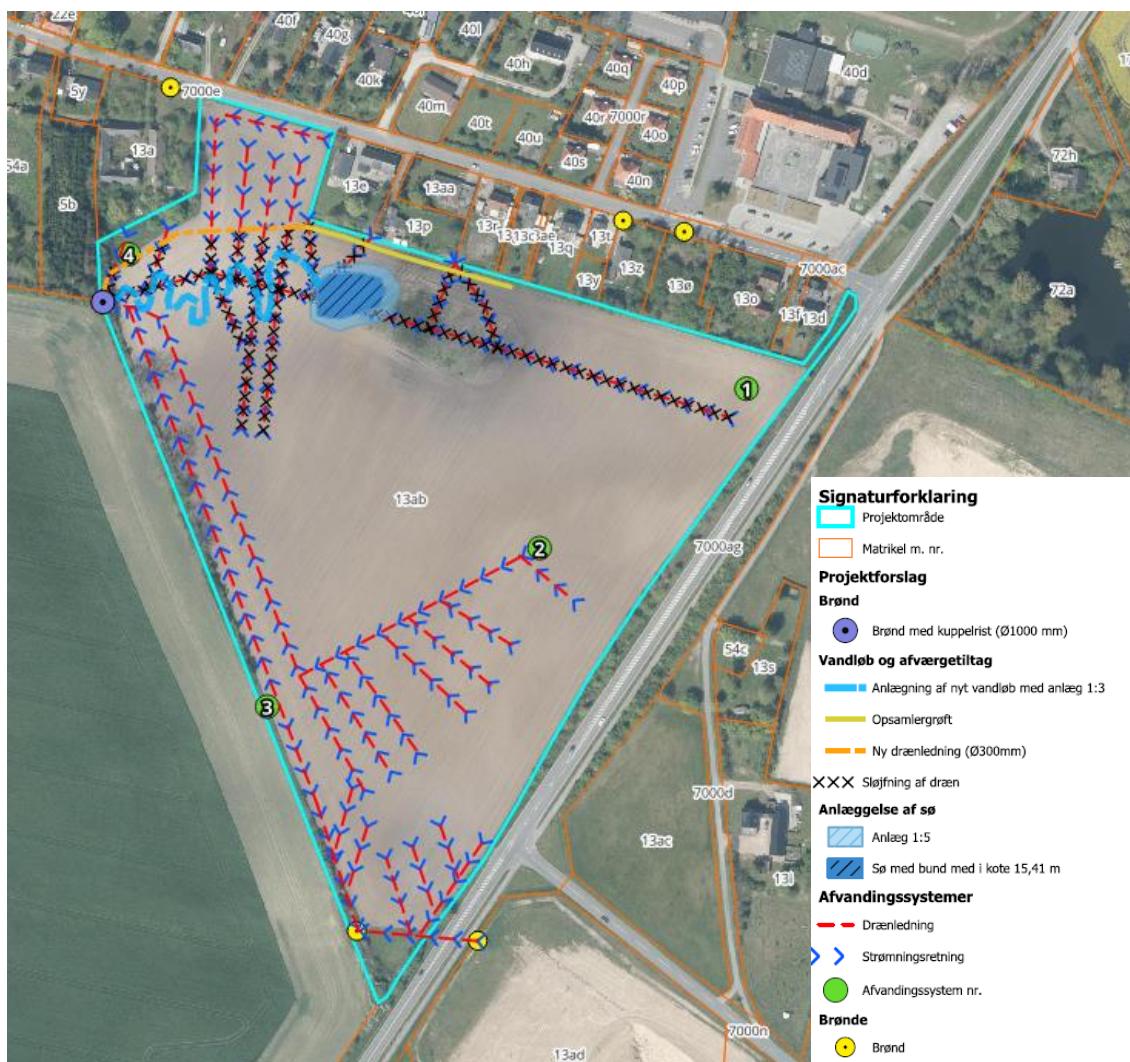 22e
40f
40g
40l
5y
7000e
40k
40h
40q
40p
40d
40m
40t
40u
40r
7000r
40o
40s
40n
13a
54a
5b
13e
13aa
13p
13r
13q
13t
13y
13z
13ø
13o
13f
13d
7000ac
72h
72a
4
1
13ab
2
7000ag
3
54c
13s
7000d
13ac
13i
7000n
13ad
Signaturforklaring
Projektområde
Matrikel m. nr.
Projektforslag
Brønd
Brønd med kuppelrist (Ø1000 mm)
Vandløb og afværgetiltag
Anlægning af nyt vandløb med anlæg 1:3
Opsamlergrøft
Ny drænledning (Ø300mm)
Sløjfning af dræn
Anlæggelse af sø
Anlæg 1:5
Sø med bund med i kote 15,41 m
Afvandingssystemer
Drænledning
Strømningsretning
Afvandingssystem nr.
Brønde
Brønd